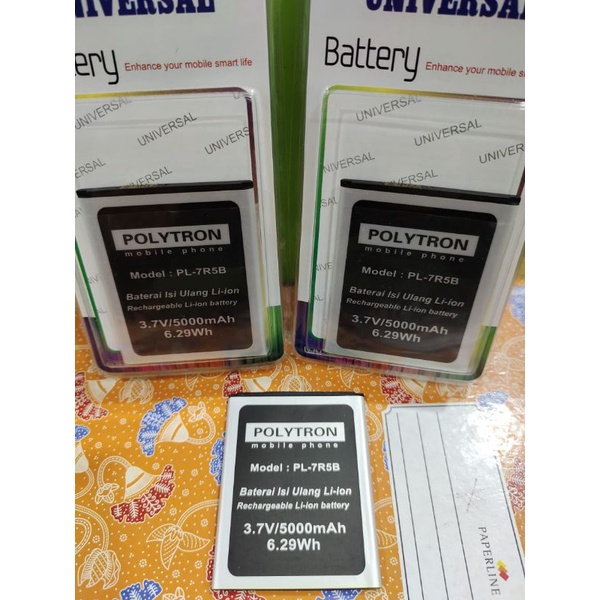 UNIVERSAL
Battery Enhance your mobile smart life
UNIVERSAL
UNIVERSAL
POLYTRON
mobile phone
Model : PL-7R5B
Baterai Isi Ulang Li-ion
Rechargeable Li-ion battery
3.7V/5000mAh
6.29Wh
UNIVERSAL
Battery Enhance your mobile s
UNIVERSAL
UNIVERSAL
UNIVERSAL
POLYTRON
mobile phone
Model : PL-7R5B
Baterai Isi Ulang Li-ion
Rechargeable Li-ion battery
3.7V/5000mAh
6.29Wh
POLYTRON
mobile phone
Model : PL-7R5B
Baterai Isi Ulang Li-ion
Rechargeable Li-ion battery
3.7V/5000mAh
6.29Wh
PAPERLINE